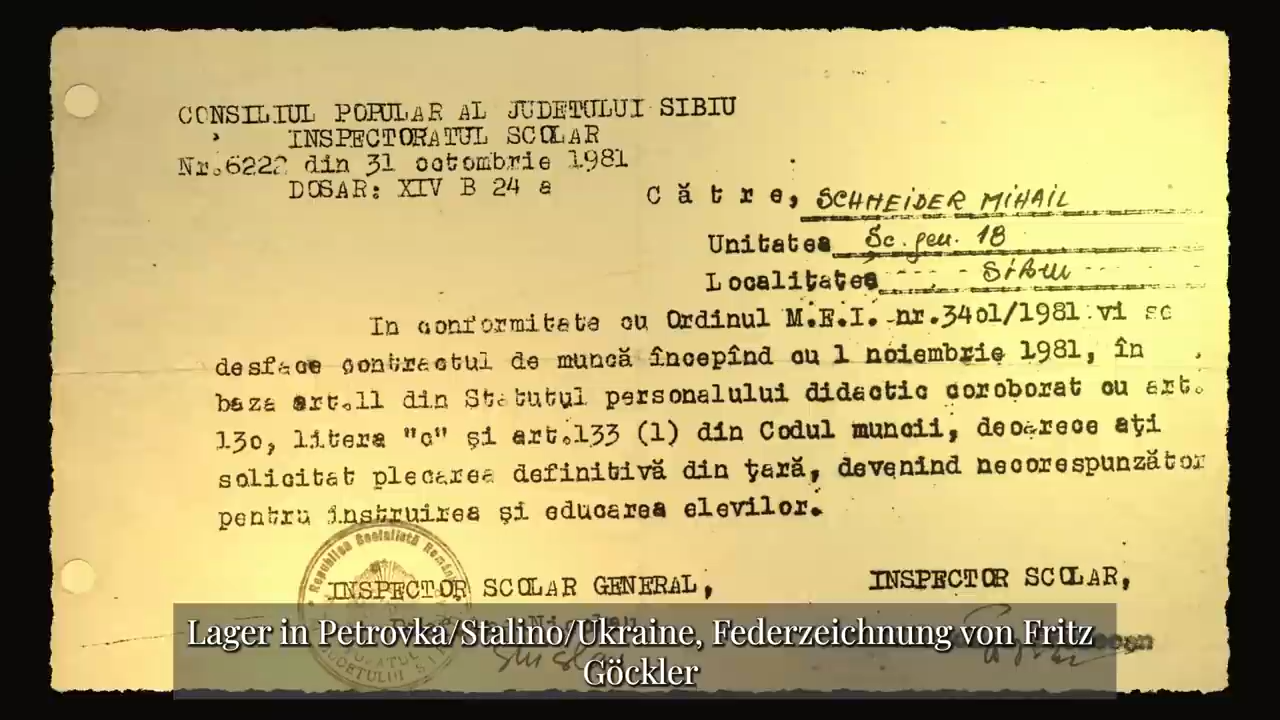 CONSILIUL POPULAR AL JUDETULUI SIBIU
INSPECTORATUL SCOLAR
Nr.6222 din 31 octombrie 1981
DOSAR: XIV B 24 a
Către, SCHNEIDER MIHAIL
Unitatea Sc. gen. 18
Localitatea SIBIU
In conformitate cu Ordinul M.E.I. nr.34o1/1981 vi se
desface contractul de muncă începînd cu 1 noiembrie 1981, în
baza art.11 din Statutul personalului didactic coroborat cu art.
13o, litera "c" şi art.133 (1) din Codul muncii, deoarece aţi
solicitat plecarea definitivă din ţară, devenind necorespunzător
pentru instruirea şi educarea elevilor.
Republica Socialistă România
INSPECTOR SCOLAR GENERAL,
INSPECTOR SCOLAR,
Lager in Petrovka/Stalino/Ukraine, Federzeichnung von Fritz
Göckler